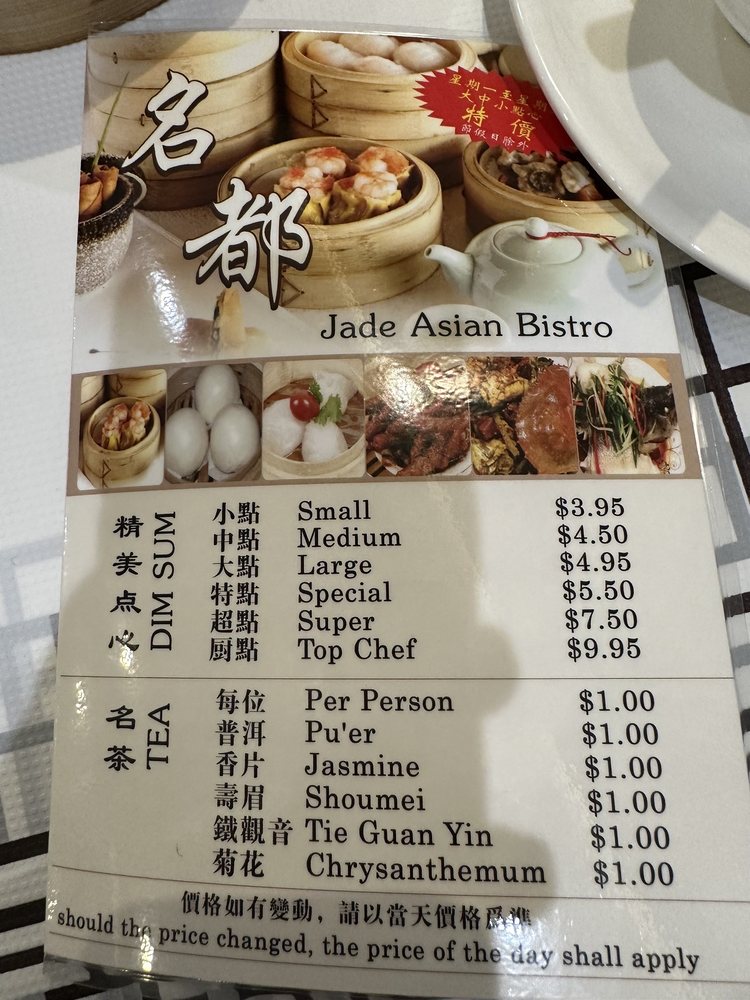 名都
星期一至星期
大中小點心
特價
節假日除外
Jade Asian Bistro
精美点心
DIM SUM
小點 Small $3.95
中點 Medium $4.50
大點 Large $4.95
特點 Special $5.50
超點 Super $7.50
厨點 Top Chef $9.95
名茶
TEA
每位 Per Person $1.00
普洱 Pu'er $1.00
香片 Jasmine $1.00
壽眉 Shoumei $1.00
鐵觀音 Tie Guan Yin $1.00
菊花 Chrysanthemum $1.00
價格如有變動，請以當天價格爲準
should the price changed, the price of the day shall apply